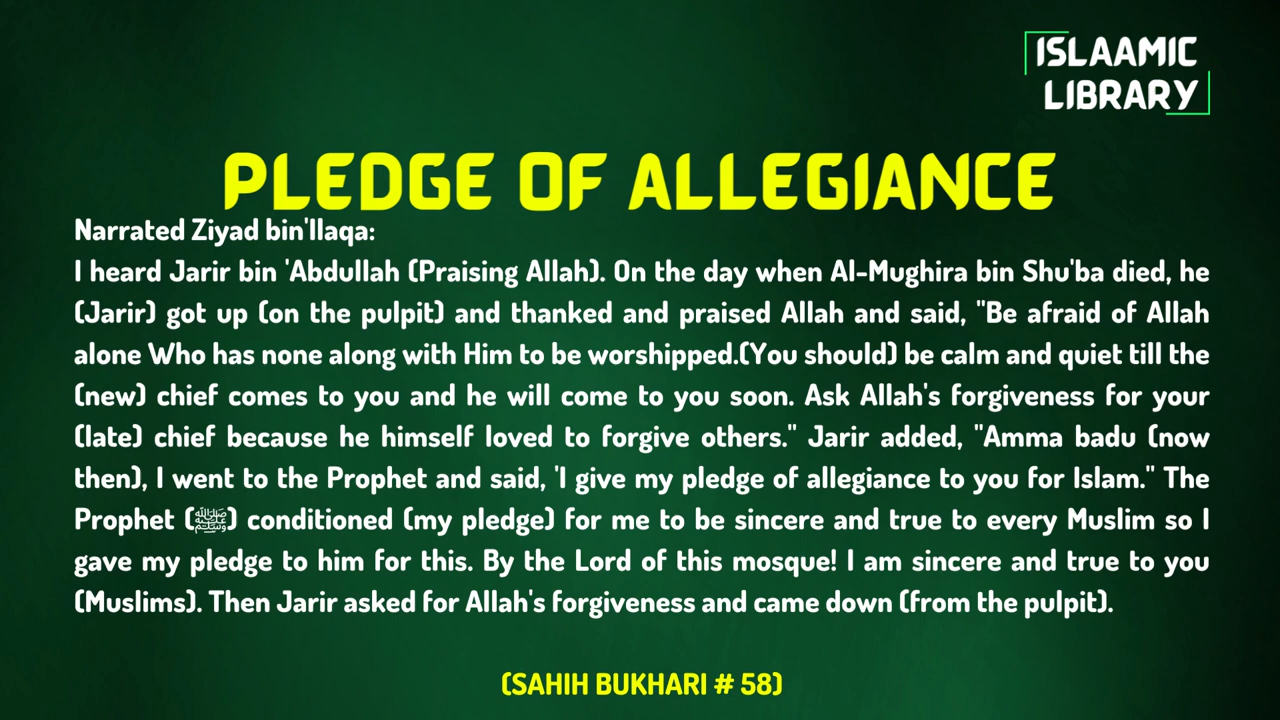 ISLAAMIC
LIBRARY
PLEDGE OF ALLEGIANCE
Narrated Ziyad bin'Ilaqa:
I heard Jarir bin 'Abdullah (Praising Allah). On the day when Al-Mughira bin Shu'ba died, he
(Jarir) got up (on the pulpit) and thanked and praised Allah and said, "Be afraid of Allah
alone Who has none along with Him to be worshipped.(You should) be calm and quiet till the
(new) chief comes to you and he will come to you soon. Ask Allah's forgiveness for your
(late) chief because he himself loved to forgive others." Jarir added, "Amma badu (now
then), I went to the Prophet and said, 'I give my pledge of allegiance to you for Islam." The
Prophet (ﷺ) conditioned (my pledge) for me to be sincere and true to every Muslim so I
gave my pledge to him for this. By the Lord of this mosque! I am sincere and true to you
(Muslims). Then Jarir asked for Allah's forgiveness and came down (from the pulpit).
(SAHIH BUKHARI # 58)